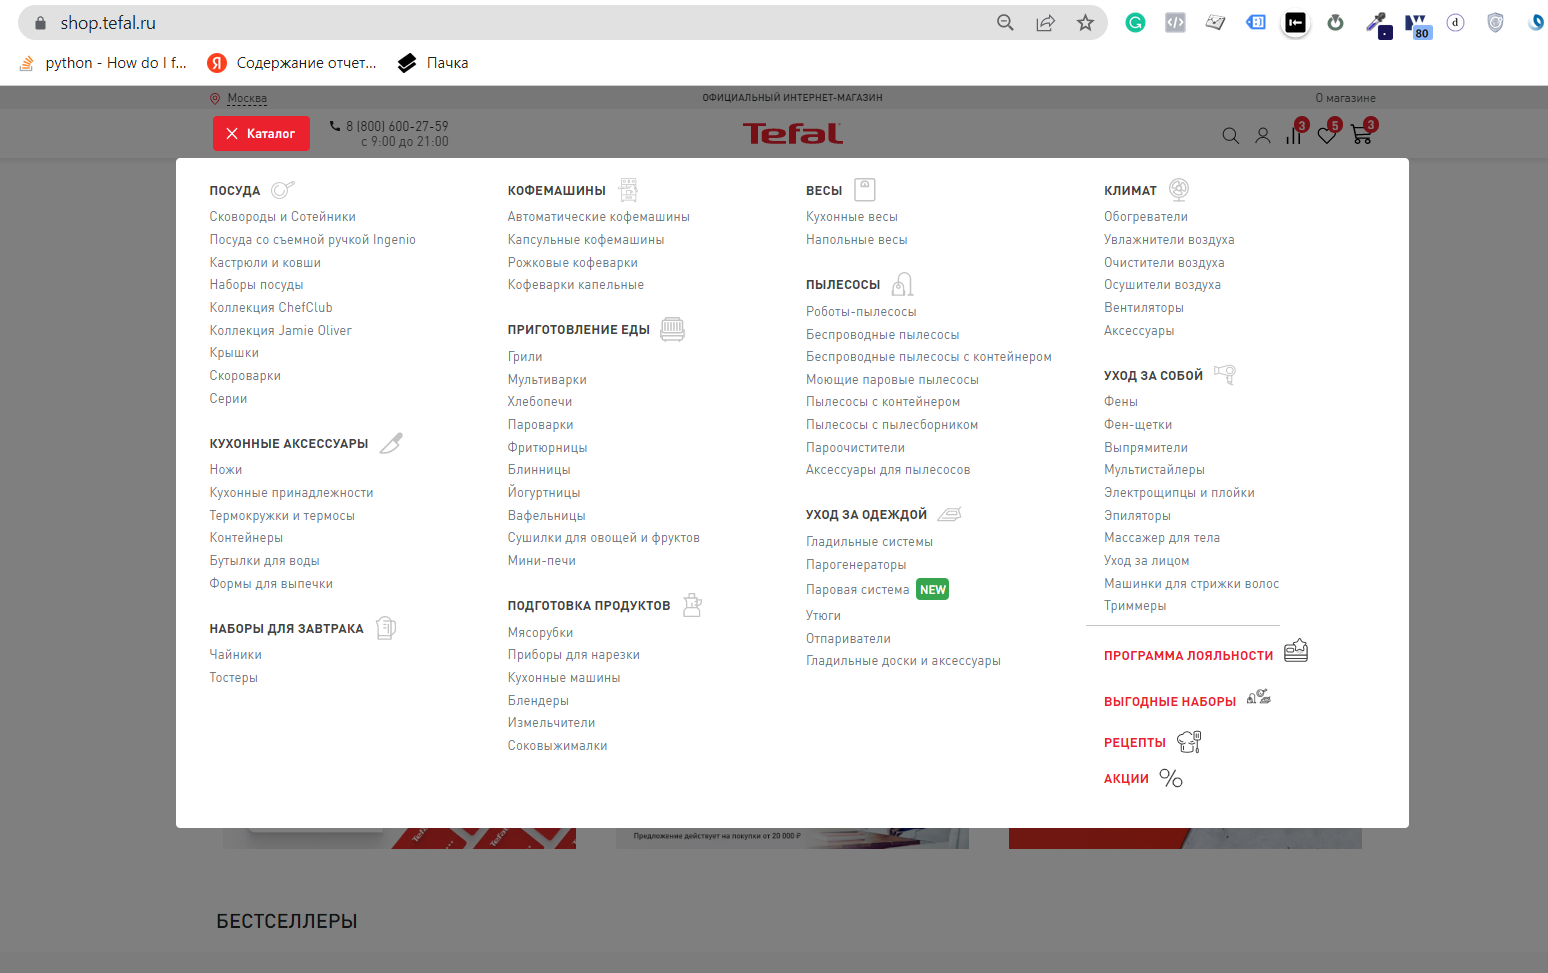 shop.tefal.ru
80
python - How do I f...
Содержание отчет...
Пачка
Москва
ОФИЦИАЛЬНЫЙ ИНТЕРНЕТ-МАГАЗИН
О магазине
Каталог
8 (800) 600-27-59
с 9:00 до 21:00
Tefal
3
5
3
ПОСУДА
Сковороды и Сотейники
Посуда со съемной ручкой Ingenio
Кастрюли и ковши
Наборы посуды
Коллекция ChefClub
Коллекция Jamie Oliver
Крышки
Скороварки
Серии
КУХОННЫЕ АКСЕССУАРЫ
Ножи
Кухонные принадлежности
Термокружки и термосы
Контейнеры
Бутылки для воды
Формы для выпечки
НАБОРЫ ДЛЯ ЗАВТРАКА
Чайники
Тостеры
КОФЕМАШИНЫ
Автоматические кофемашины
Капсульные кофемашины
Рожковые кофеварки
Кофеварки капельные
ПРИГОТОВЛЕНИЕ ЕДЫ
Грили
Мультиварки
Хлебопечи
Пароварки
Фритюрницы
Блинницы
Йогуртницы
Вафельницы
Сушилки для овощей и фруктов
Мини-печи
ПОДГОТОВКА ПРОДУКТОВ
Мясорубки
Приборы для нарезки
Кухонные машины
Блендеры
Измельчители
Соковыжималки
ВЕСЫ
Кухонные весы
Напольные весы
ПЫЛЕСОСЫ
Роботы-пылесосы
Беспроводные пылесосы
Беспроводные пылесосы с контейнером
Моющие паровые пылесосы
Пылесосы с контейнером
Пылесосы с пылесборником
Пароочистители
Аксессуары для пылесосов
УХОД ЗА ОДЕЖДОЙ
Гладильные системы
Парогенераторы
Паровая система NEW
Утюги
Отпариватели
Гладильные доски и аксессуары
КЛИМАТ
Обогреватели
Увлажнители воздуха
Очистители воздуха
Осушители воздуха
Вентиляторы
Аксессуары
УХОД ЗА СОБОЙ
Фены
Фен-щетки
Выпрямители
Мультистайлеры
Электрощипцы и плойки
Эпиляторы
Массажер для тела
Уход за лицом
Машинки для стрижки волос
Триммеры
ПРОГРАММА ЛОЯЛЬНОСТИ
ВЫГОДНЫЕ НАБОРЫ
РЕЦЕПТЫ
АКЦИИ
Предложение действует на покупки от 20 000 ₽
БЕСТСЕЛЛЕРЫ